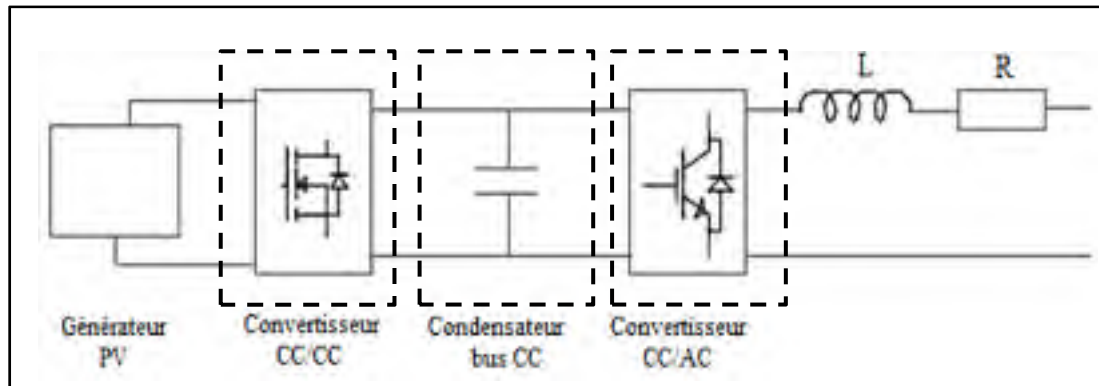 L
R
Générateur
PV
Convertisseur
CC/CC
Condensateur
bus CC
Convertisseur
CC/AC